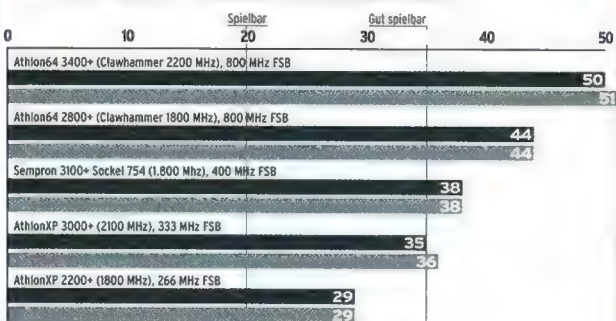 Spielbar Gut spielbar
0 10 20 30 40 50
Athlon64 3400+ (Clawhammer 2200 MHz), 800 MHz FSB
50
51
Athlon64 2800+ (Clawhammer 1800 MHz), 800 MHz FSB
44
44
Sempron 3100+ Sockel 754 (1.800 Mhz), 400 MHz FSB
38
38
AthlonXP 3000+ (2100 MHz), 333 MHz FSB
35
36
AthlonXP 2200+ (1800 MHz), 266 MHz FSB
29
29